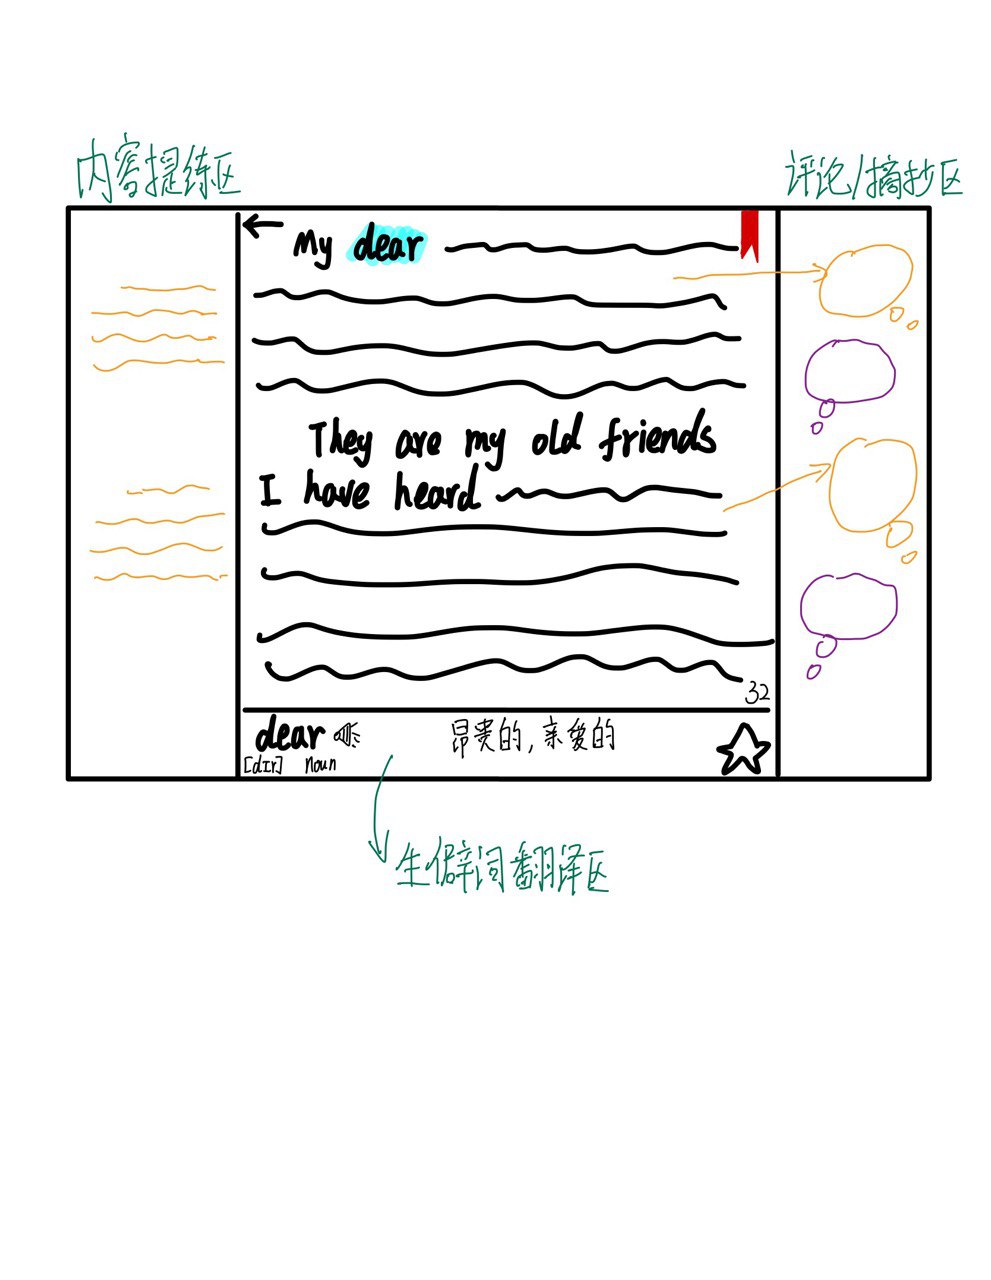 内容提练区
评论/摘抄区
My dear
They are my old friends
I have heard
32
dear
昂贵的,亲爱的
[dɪr] noun
生僻词翻译区